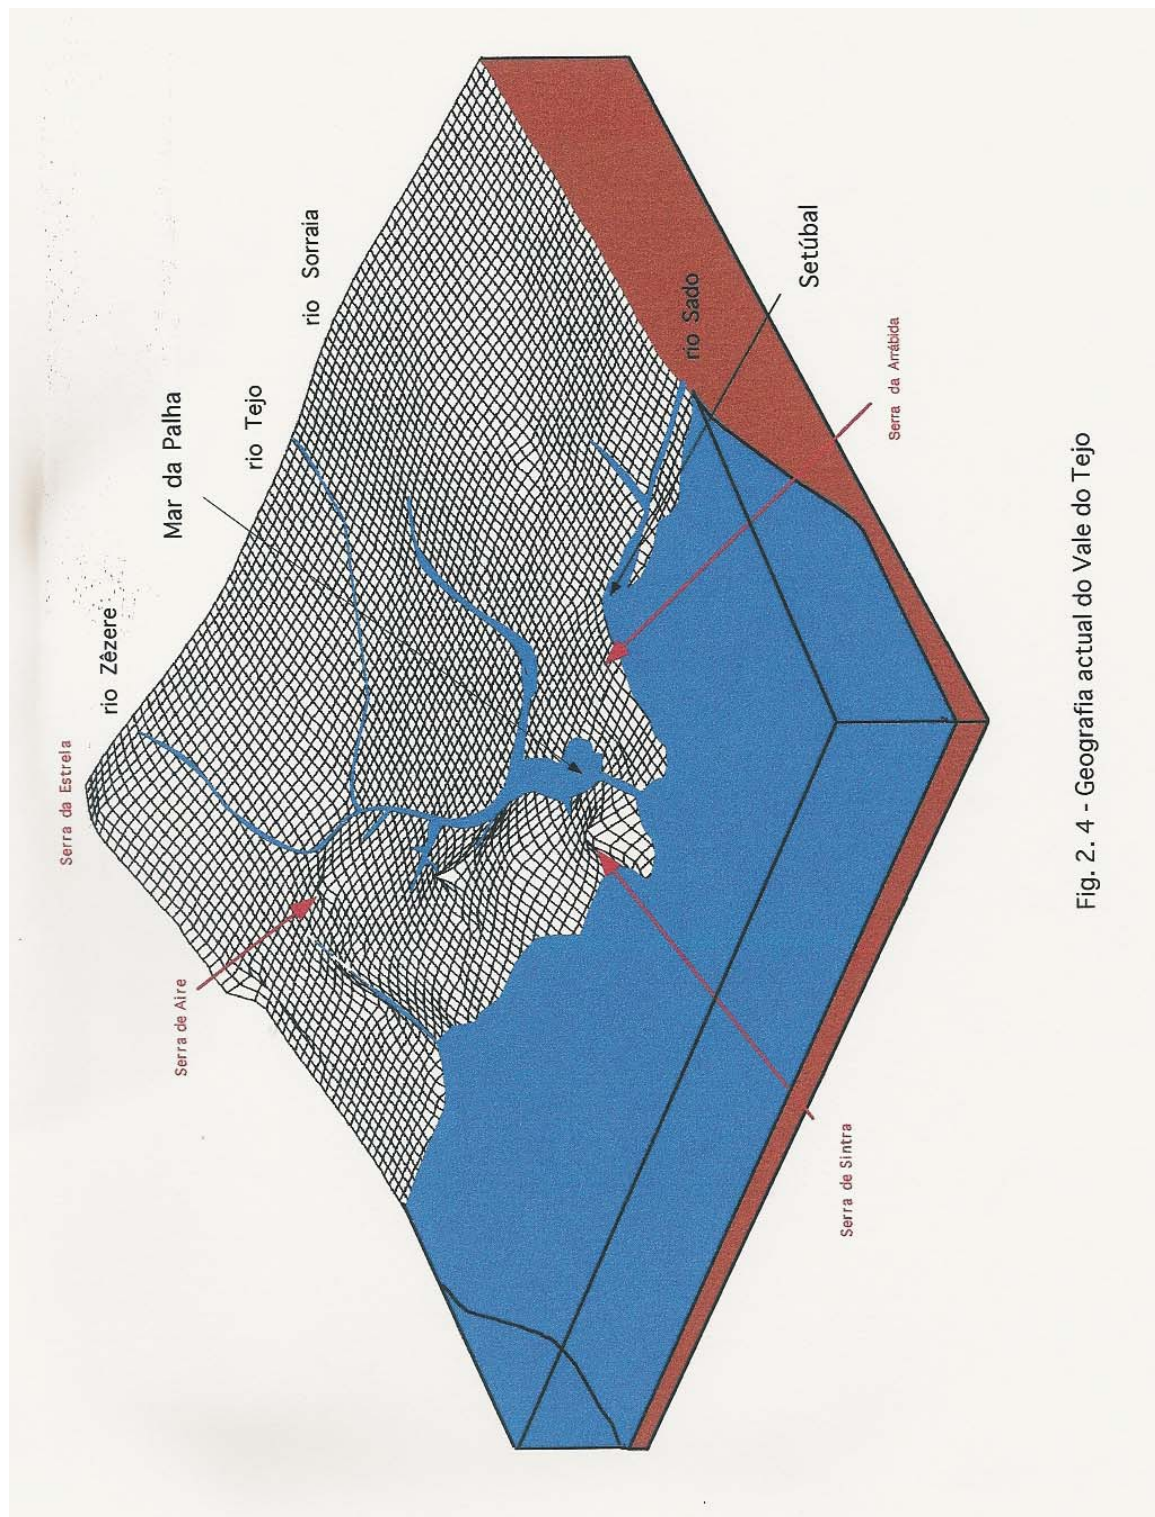 Serra da Estrela
rio Zêzere
Mar da Palha
Serra de Aire
rio Tejo
rio Sorraia
rio Sado
Setúbal
Serra de Sintra
Serra da Arrábida
Fig. 2. 4 - Geografia actual do Vale do Tejo